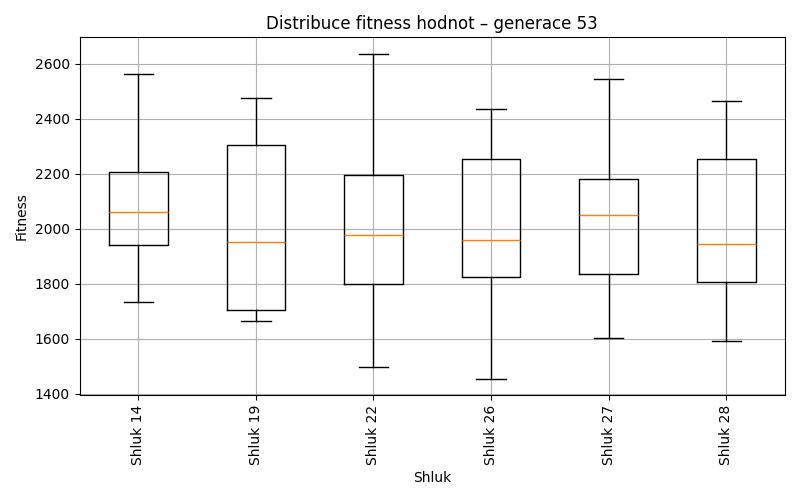 Distribuce fitness hodnot – generace 53
Fitness
2600
2400
2200
2000
1800
1600
1400
Shluk 14
Shluk 19
Shluk 22
Shluk 26
Shluk 27
Shluk 28
Shluk